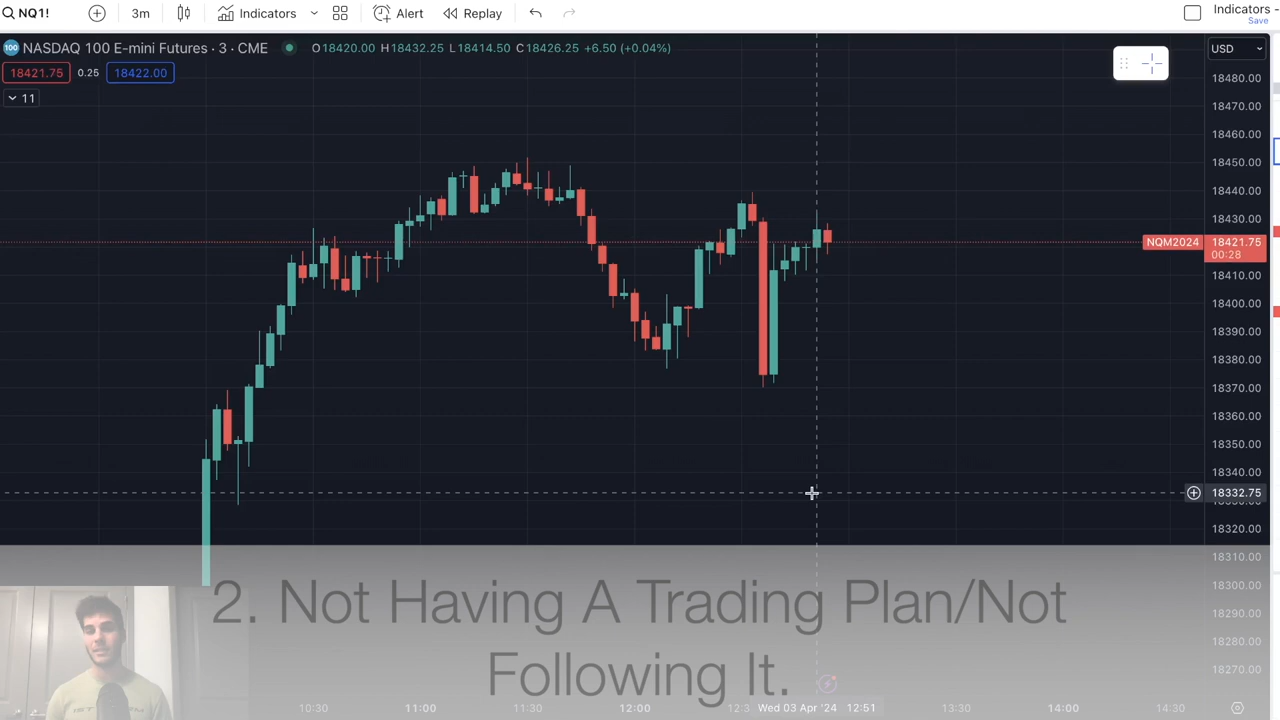 NQ1!
3m
Indicators
Alert
Replay
Indicators -
Save
NASDAQ 100 E-mini Futures · 3 · CME
O18420.00 H18432.25 L18414.50 C18426.25 +6.50 (+0.04%)
USD
18421.75 0.25 18422.00
11
18480.00
18470.00
18460.00
18450.00
18440.00
18430.00
NQM2024 18421.75
00:28
18410.00
18400.00
18390.00
18380.00
18370.00
18360.00
18350.00
18340.00
18332.75
18320.00
18310.00
18300.00
18290.00
18280.00
18270.00
2. Not Having A Trading Plan/Not
Following It.
10:30 11:00 11:30 12:00 12:3 Wed 03 Apr '24 12:51 13:30 14:00 14:30